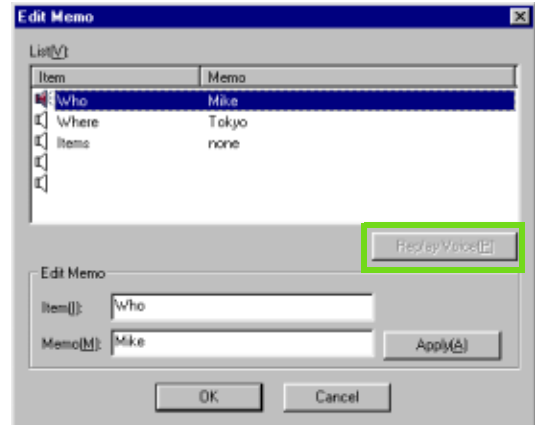 Edit Memo
List(V):
Item Memo
Who Mike
Where Tokyo
Items none
Replay Voice(P)
Edit Memo
Item(I): Who
Memo(M): Mike Apply(A)
OK Cancel